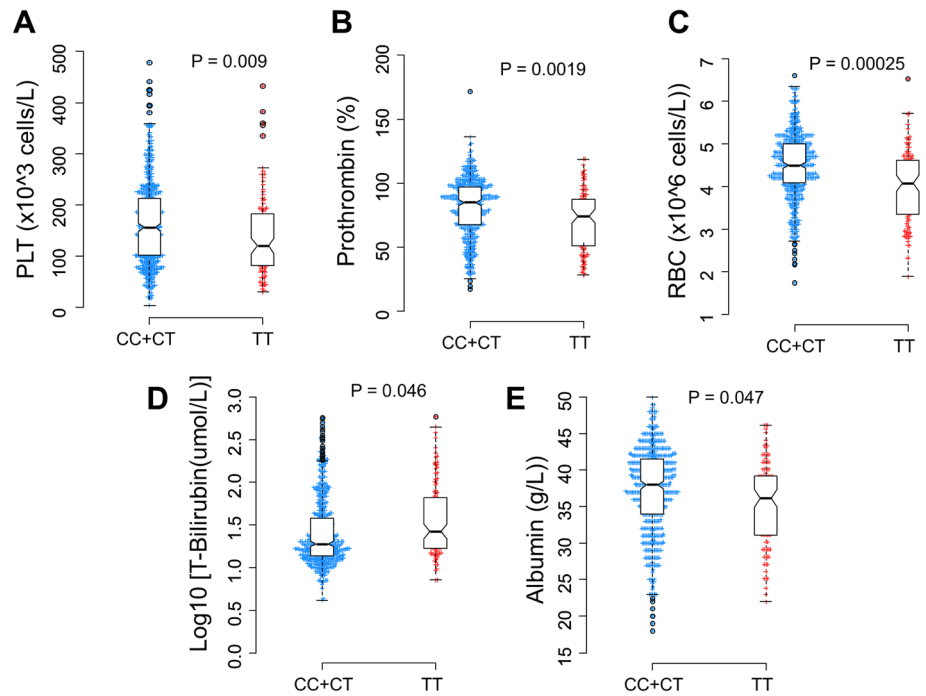 A
P = 0.009
PLT (x10^3 cells/L)
0 100 200 300 400 500
CC+CT TT
B
P = 0.0019
Prothrombin (%)
0 50 100 150 200
CC+CT TT
C
P = 0.00025
RBC (x10^6 cells/L))
1 2 3 4 5 6 7
CC+CT TT
D
P = 0.046
Log10 [T-Bilirubin(umol/L)]
0.0 0.5 1.0 1.5 2.0 2.5 3.0
CC+CT TT
E
P = 0.047
Albumin (g/L))
15 20 25 30 35 40 45 50
CC+CT TT